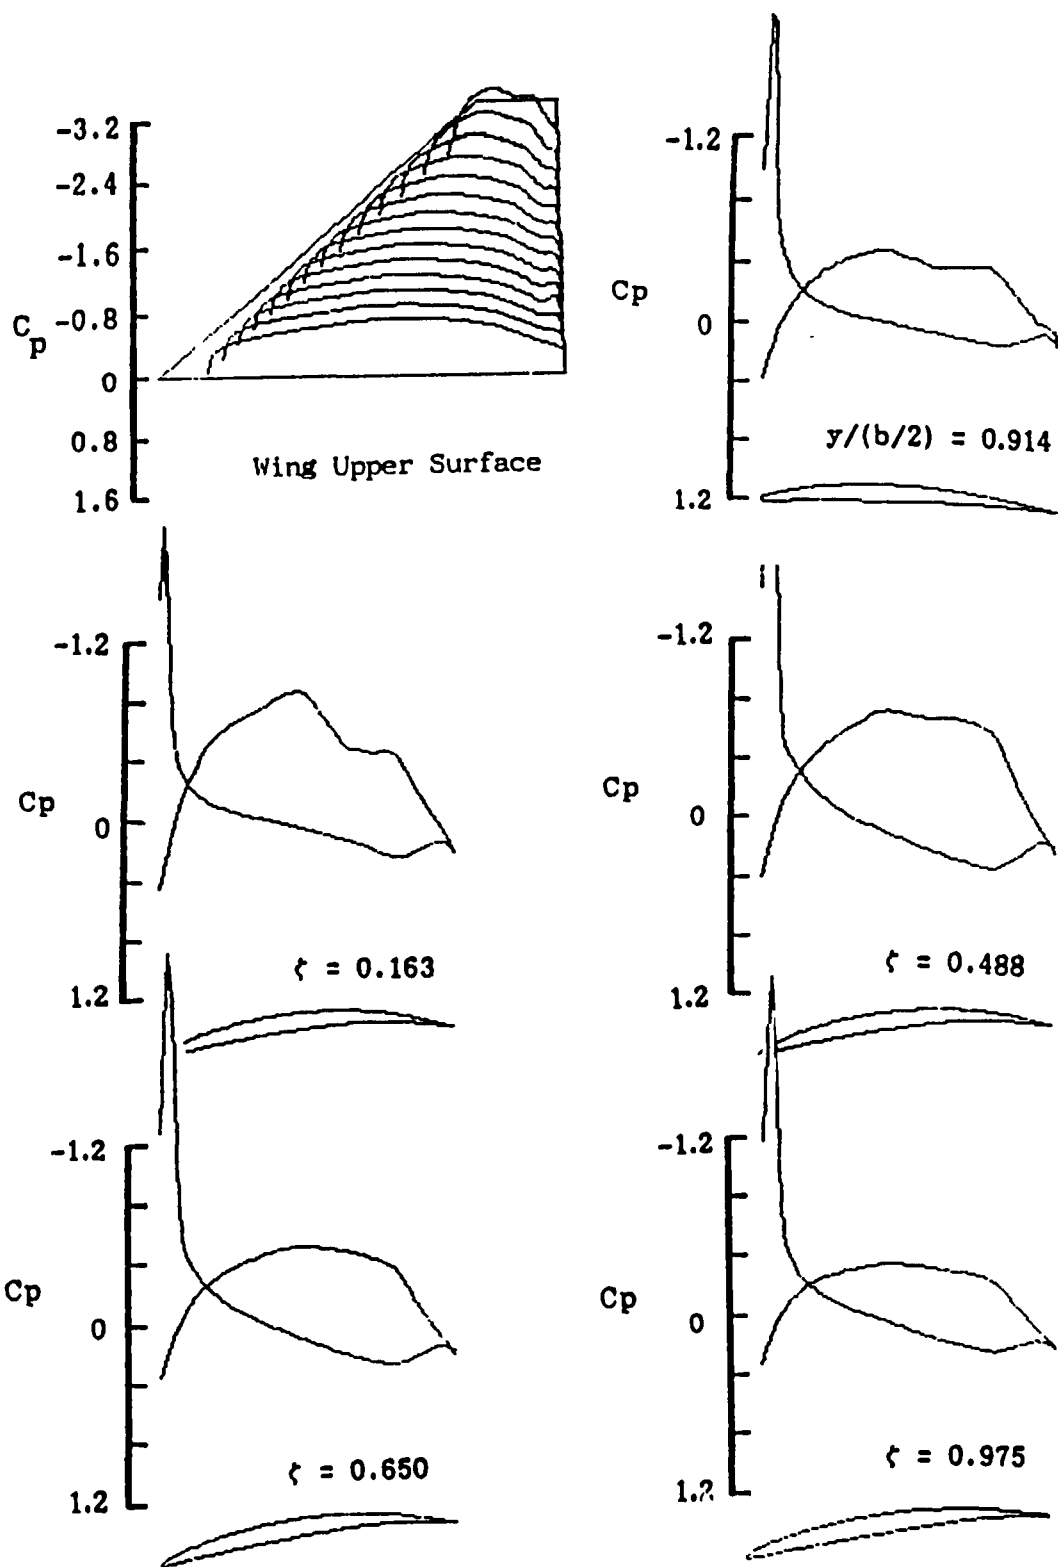 -3.2
-2.4
-1.6
-0.8
0
0.8
1.6
Cp
Wing Upper Surface
-1.2
0
1.2
Cp
y/(b/2) = 0.914
-1.2
0
1.2
Cp
ζ = 0.163
-1.2
0
1.2
Cp
ζ = 0.488
-1.2
0
1.2
Cp
ζ = 0.650
-1.2
0
1.2
Cp
ζ = 0.975